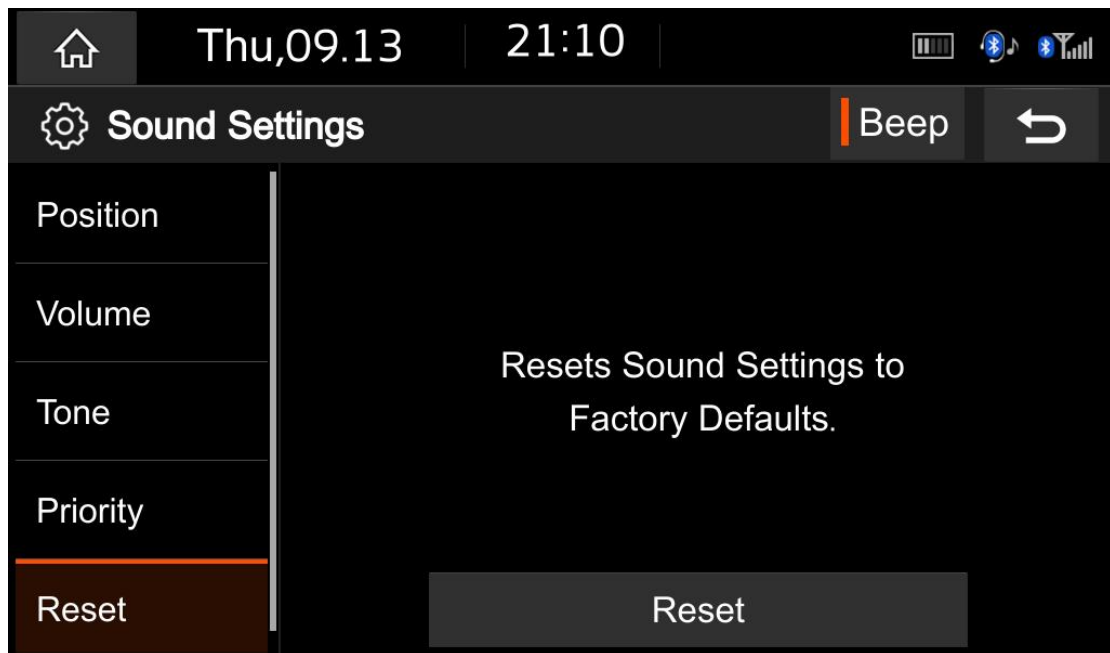 Thu,09.13
21:10
Sound Settings
Beep
Position
Volume
Tone
Priority
Reset
Resets Sound Settings to
Factory Defaults.
Reset